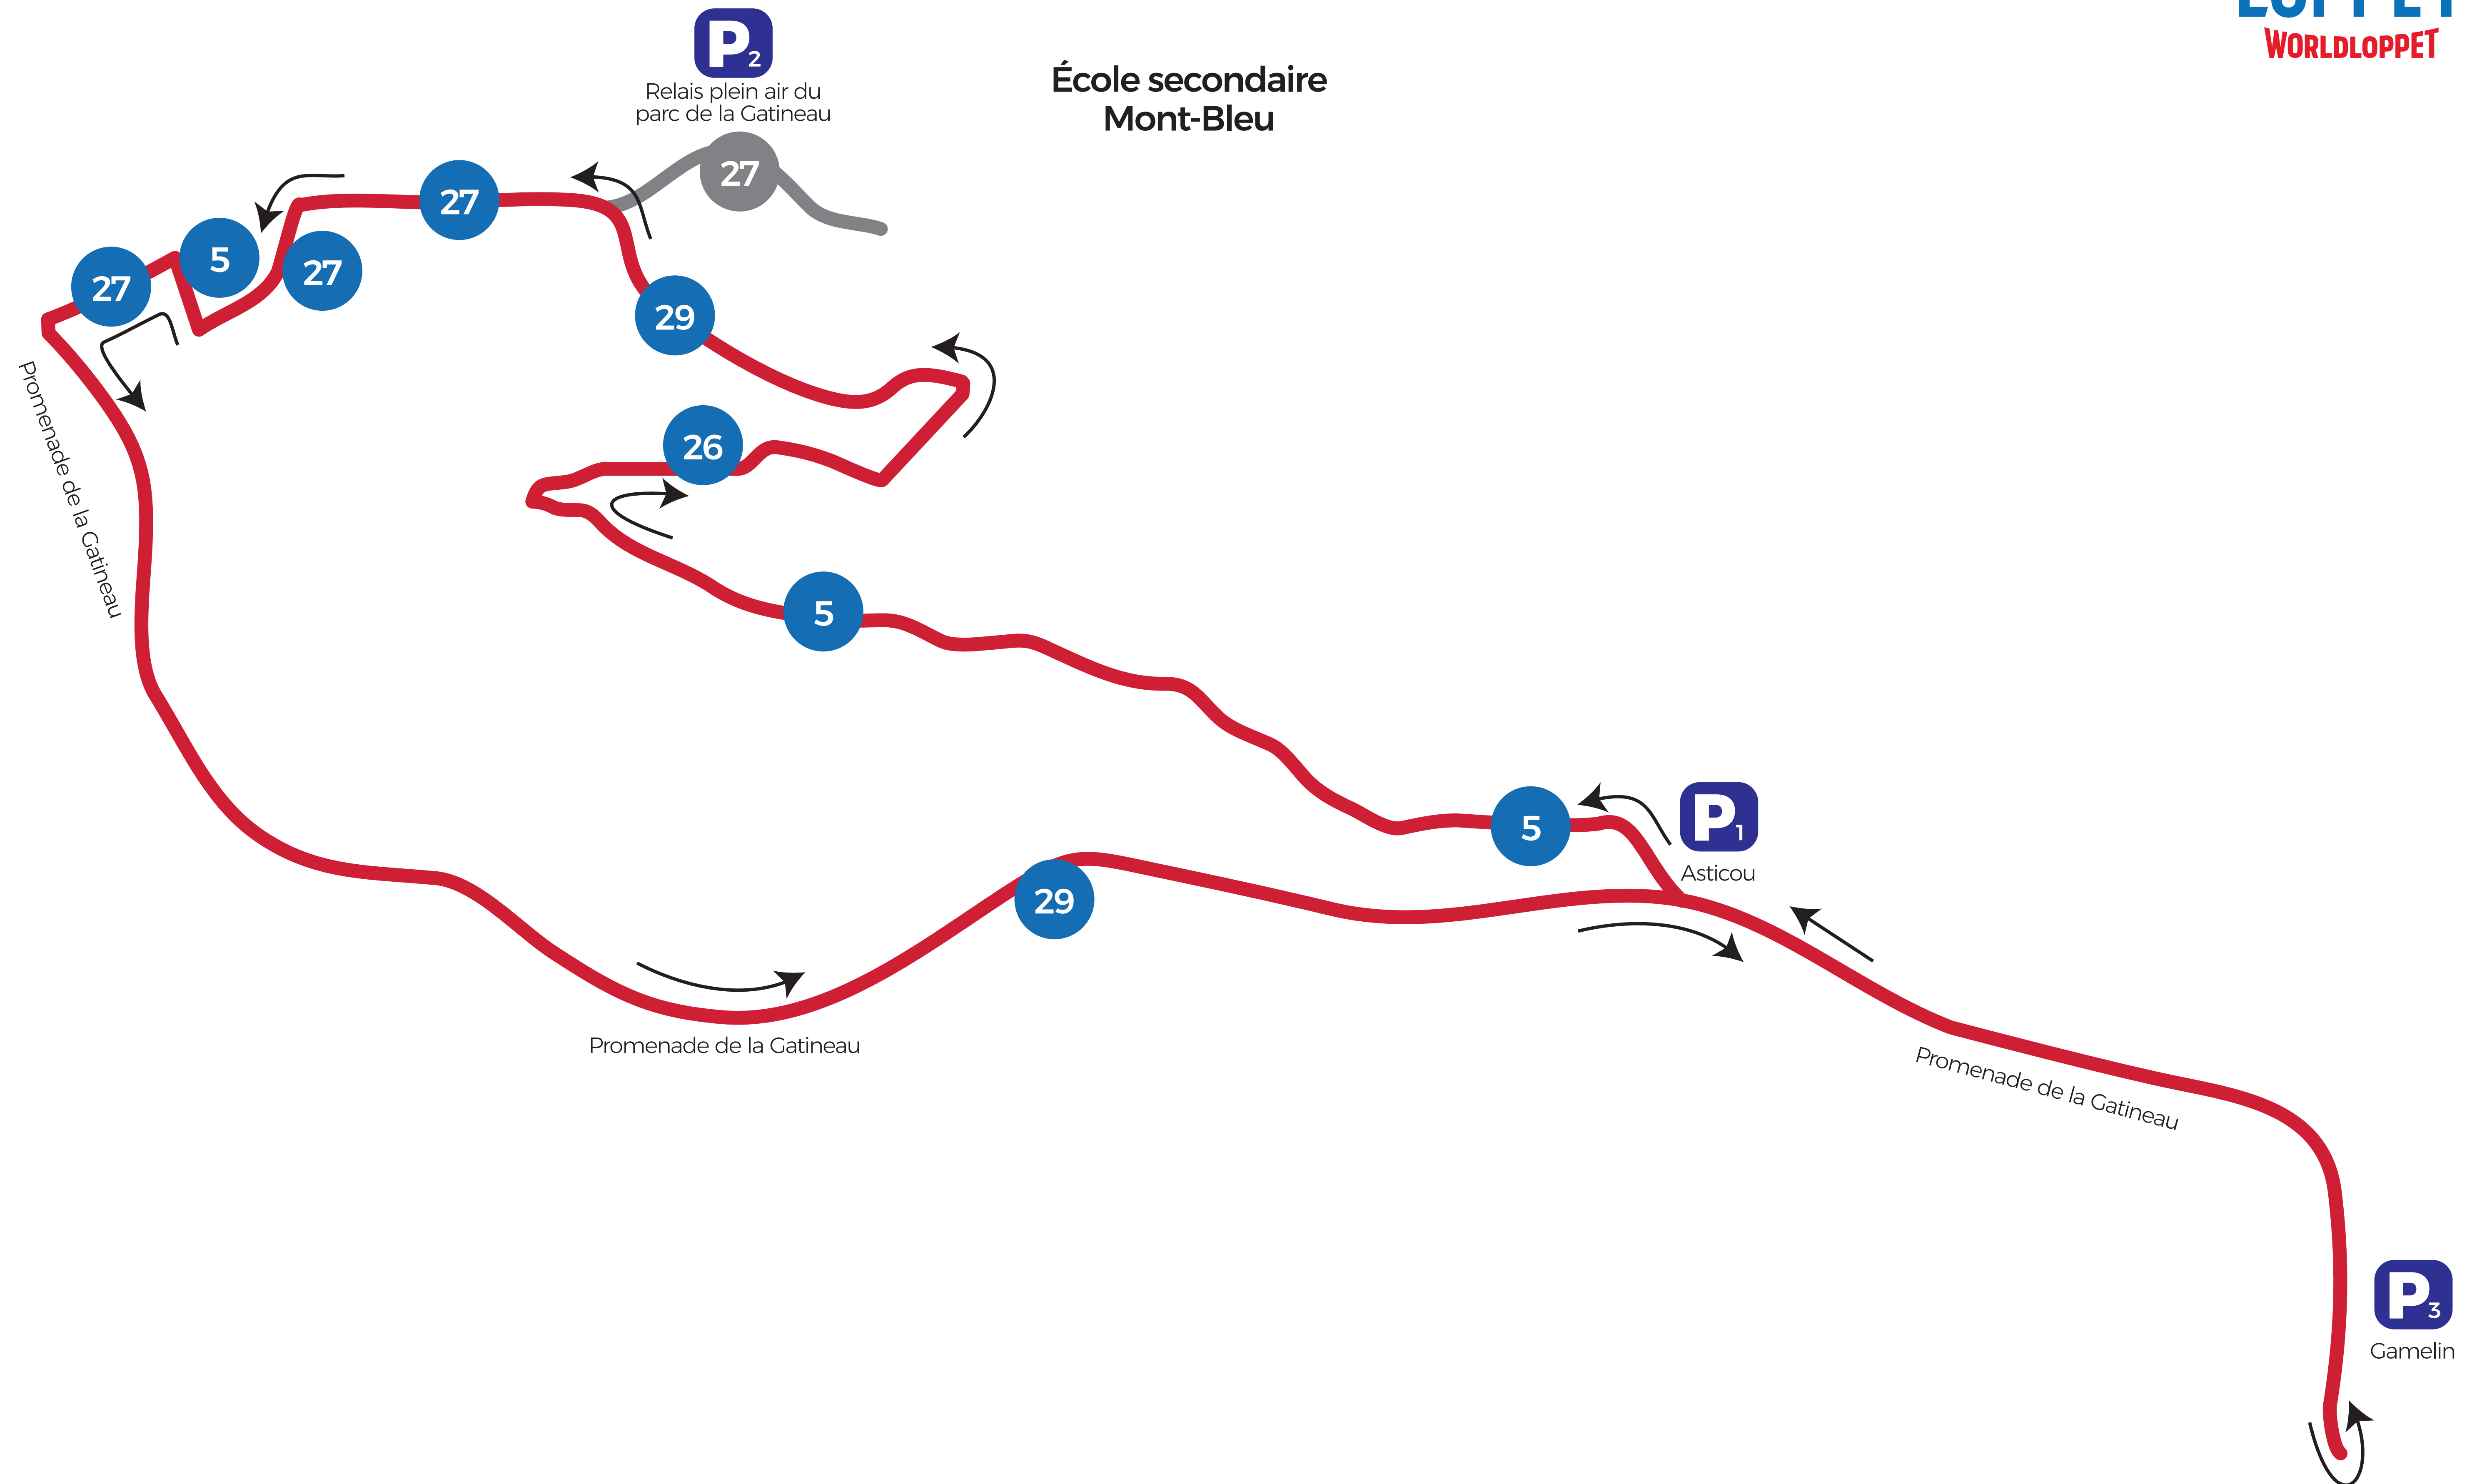 WORLDLOPPET
P2
Relais plein air du
parc de la Gatineau
École secondaire
Mont-Bleu
27
27
5
27
27
29
26
5
Promenade de la Gatineau
5
P1
Asticou
29
Promenade de la Gatineau
Promenade de la Gatineau
P3
Gamelin